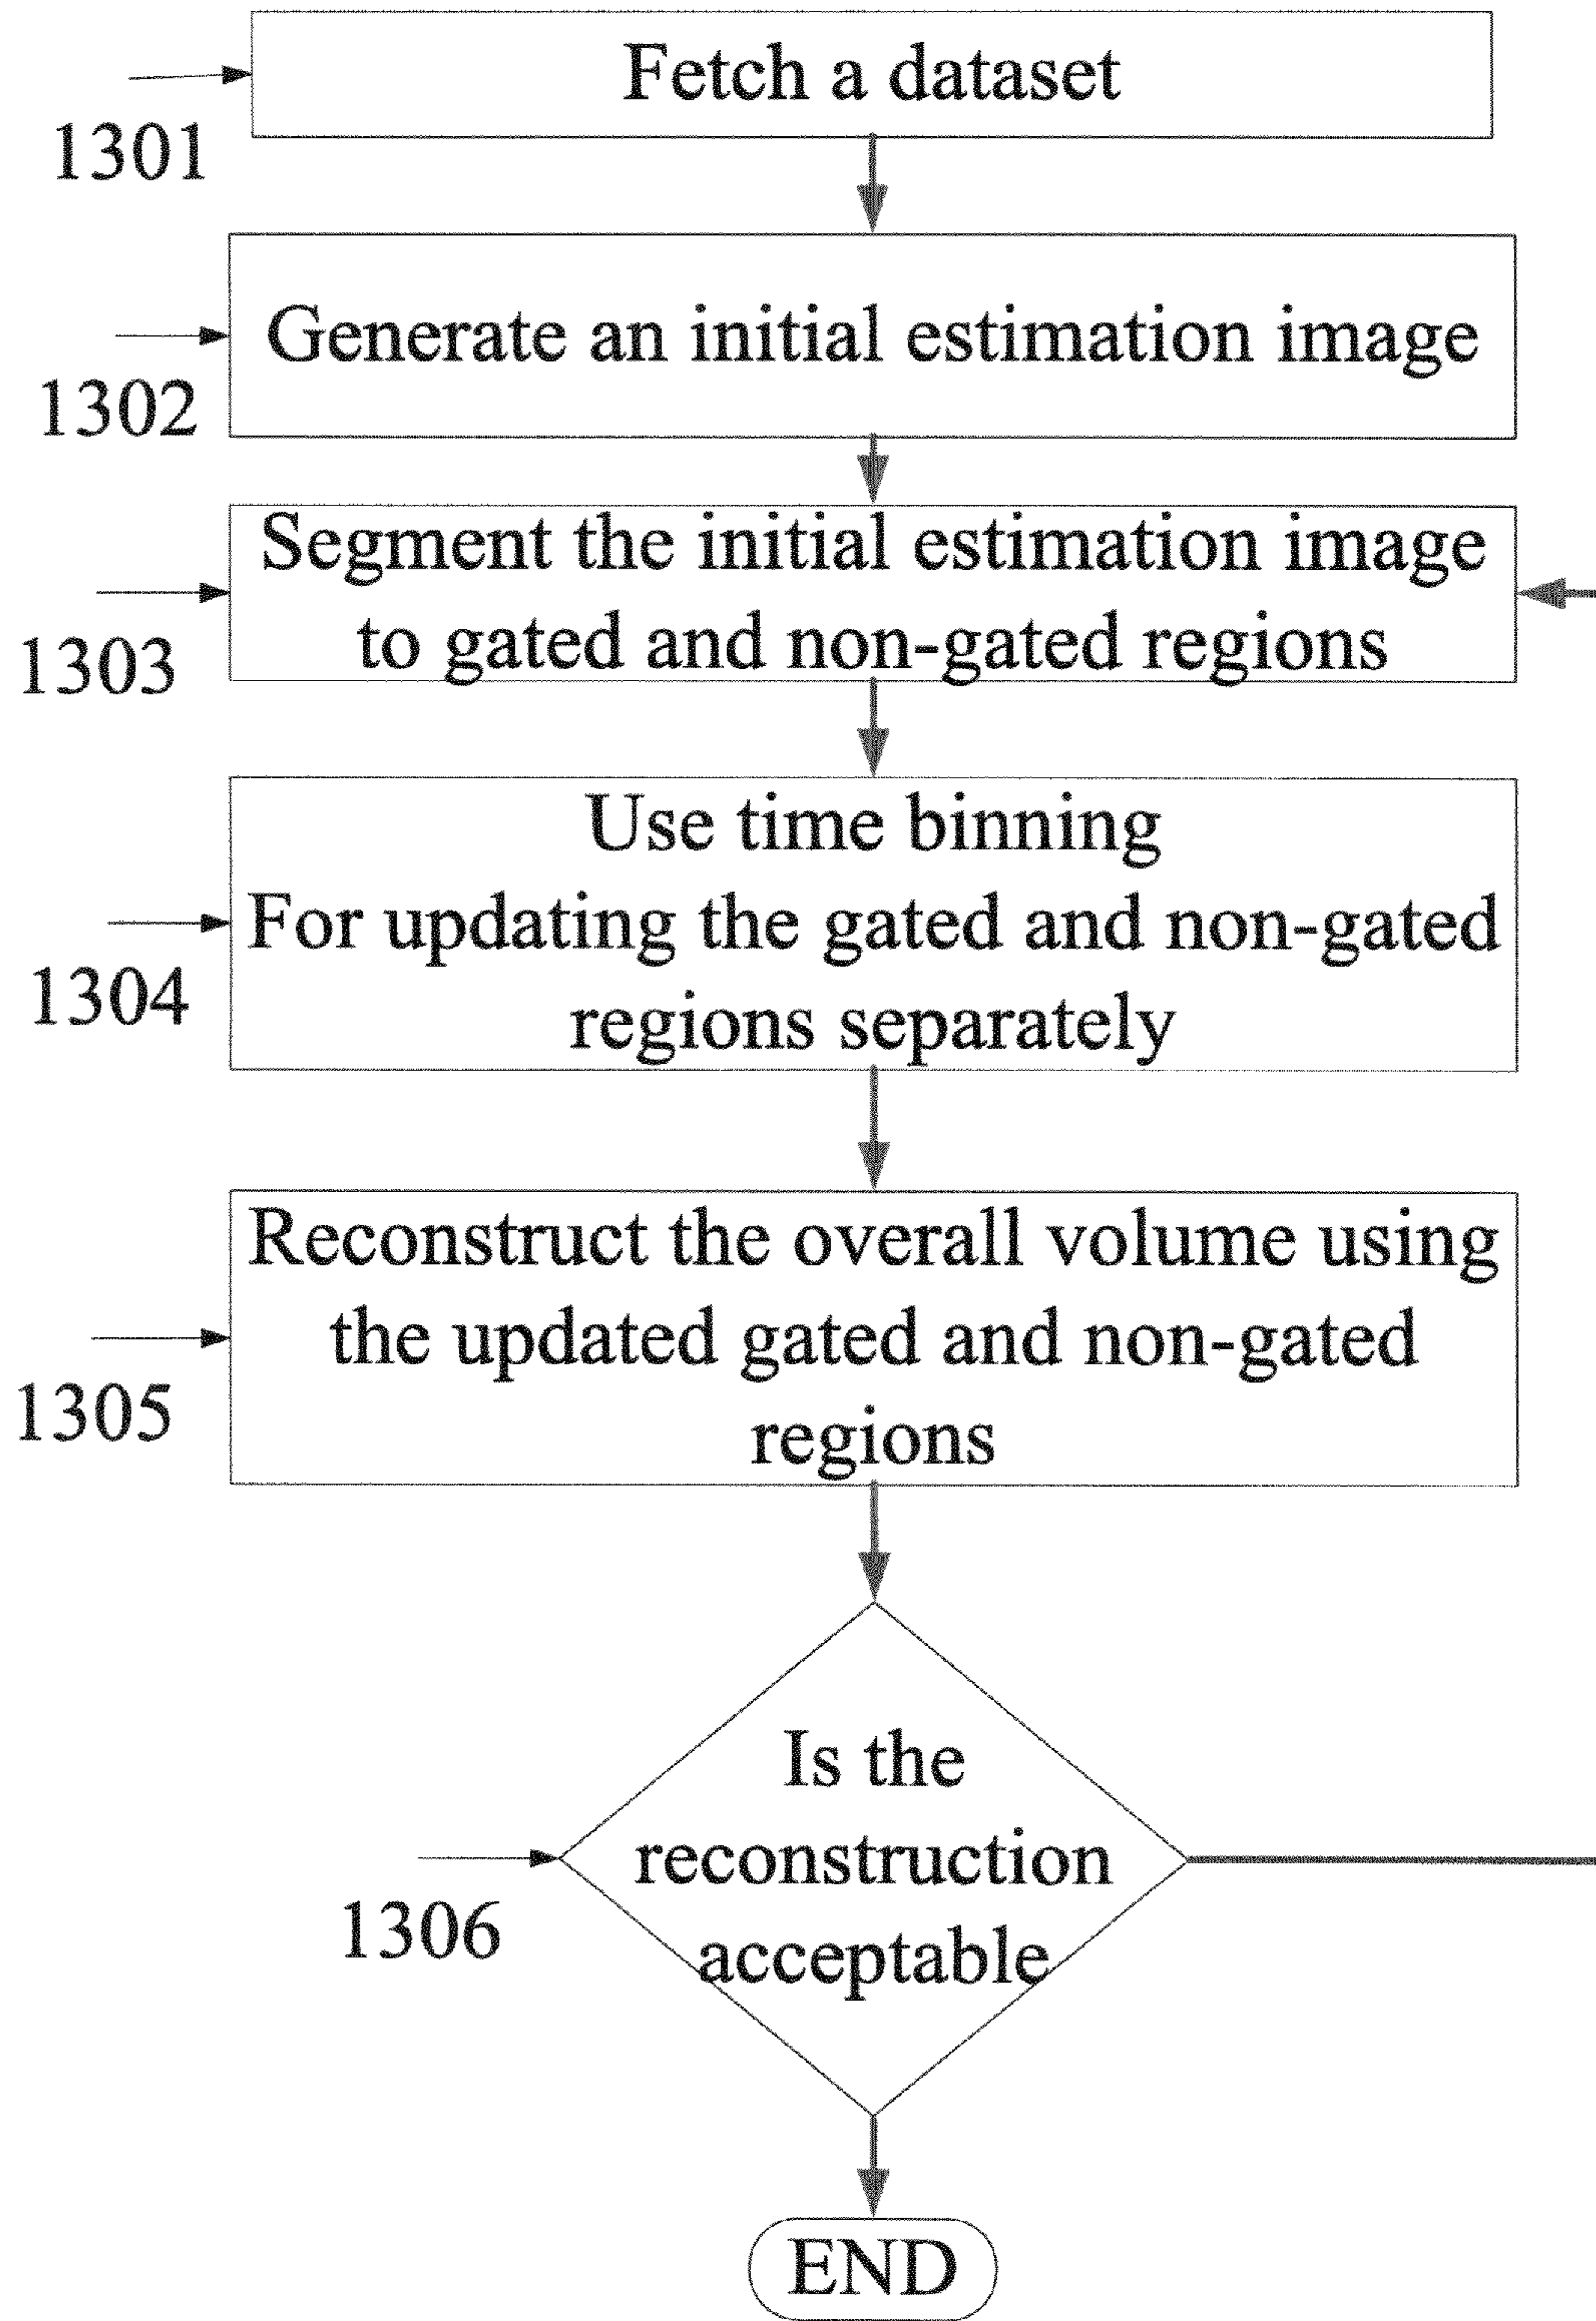 Fetch a dataset
1301
Generate an initial estimation image
1302
Segment the initial estimation image
to gated and non-gated regions
1303
Use time binning
For updating the gated and non-gated
regions separately
1304
Reconstruct the overall volume using
the updated gated and non-gated
regions
1305
Is the
reconstruction
acceptable
1306
END